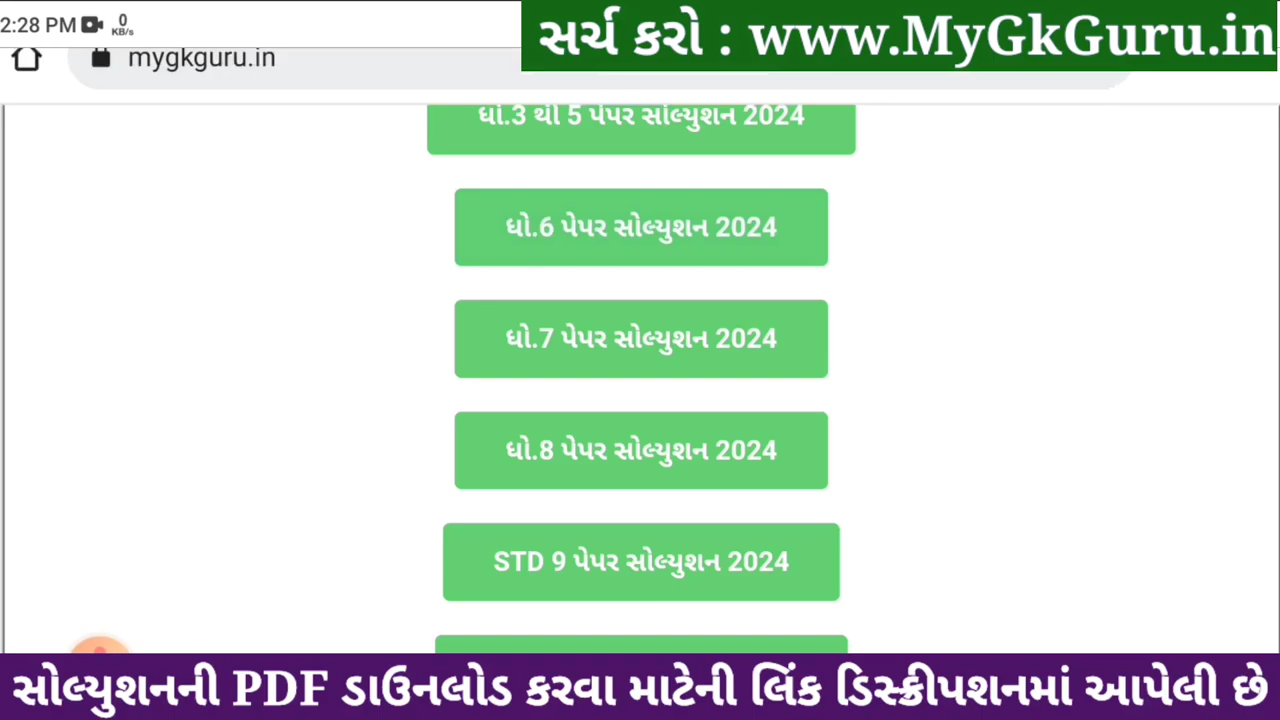 2:28 PM 0 KB/s
સર્ચ કરો : www.MyGkGuru.in
mygkguru.in
ધો.3 થી 5 પેપર સોલ્યુશન 2024
ધો.6 પેપર સોલ્યુશન 2024
ધો.7 પેપર સોલ્યુશન 2024
ધો.8 પેપર સોલ્યુશન 2024
STD 9 પેપર સોલ્યુશન 2024
સોલ્યુશનની PDF ડાઉનલોડ કરવા માટેની લિંક ડિસ્ક્રીપશનમાં આપેલી છે